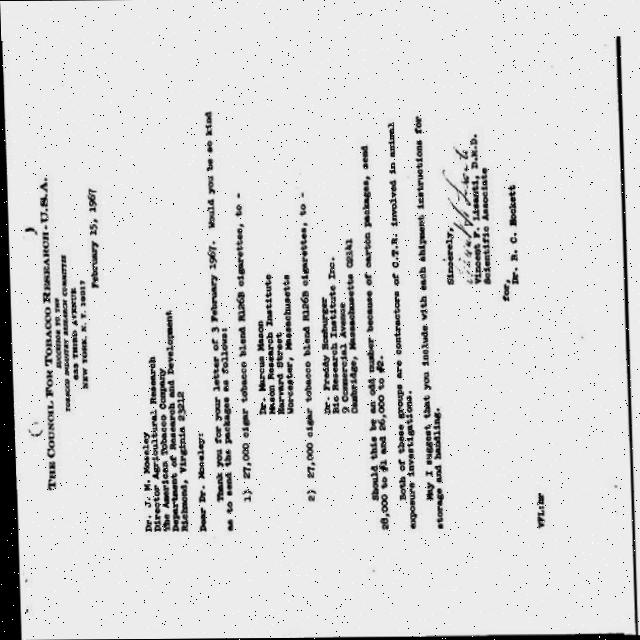 THE COUNCIL FOR TOBACCO RESEARCH-U.S.A.
SUCCESSOR TO THE
TOBACCO INDUSTRY RESEARCH COMMITTEE
633 THIRD AVENUE
NEW YORK, N. Y. 10017
February 15, 1967
Dr. J. M. Moseley
Director Agricultural Research
The American Tobacco Company
Department of Research and Development
Richmond, Virginia 23212
Dear Dr. Moseley:
Thank you for your letter of 3 February 1967. Would you be so kind
as to send the packages as follows:
1) 27,000 cigar tobacco blend R126B cigarettes, to -
Dr. Marcus Mason
Mason Research Institute
Harvard Street
Worcester, Massachusetts
2) 27,000 cigar tobacco blend R126B cigarettes, to -
Dr. Freddy Homburger
Bio Research Institute Inc.
9 Commercial Avenue
Cambridge, Massachusetts 02141
Should this be an odd number because of carton packages, send
28,000 to #1 and 26,000 to #2.
Both of these groups are contractors of C.T.R. involved in animal
exposure investigations.
May I suggest that you include with each shipment instructions for
storage and handling.
Sincerely,
Vincent F. Lisanti, D.M.D.
Scientific Associate
for,
Dr. R. C. Hockett
VFL:hr